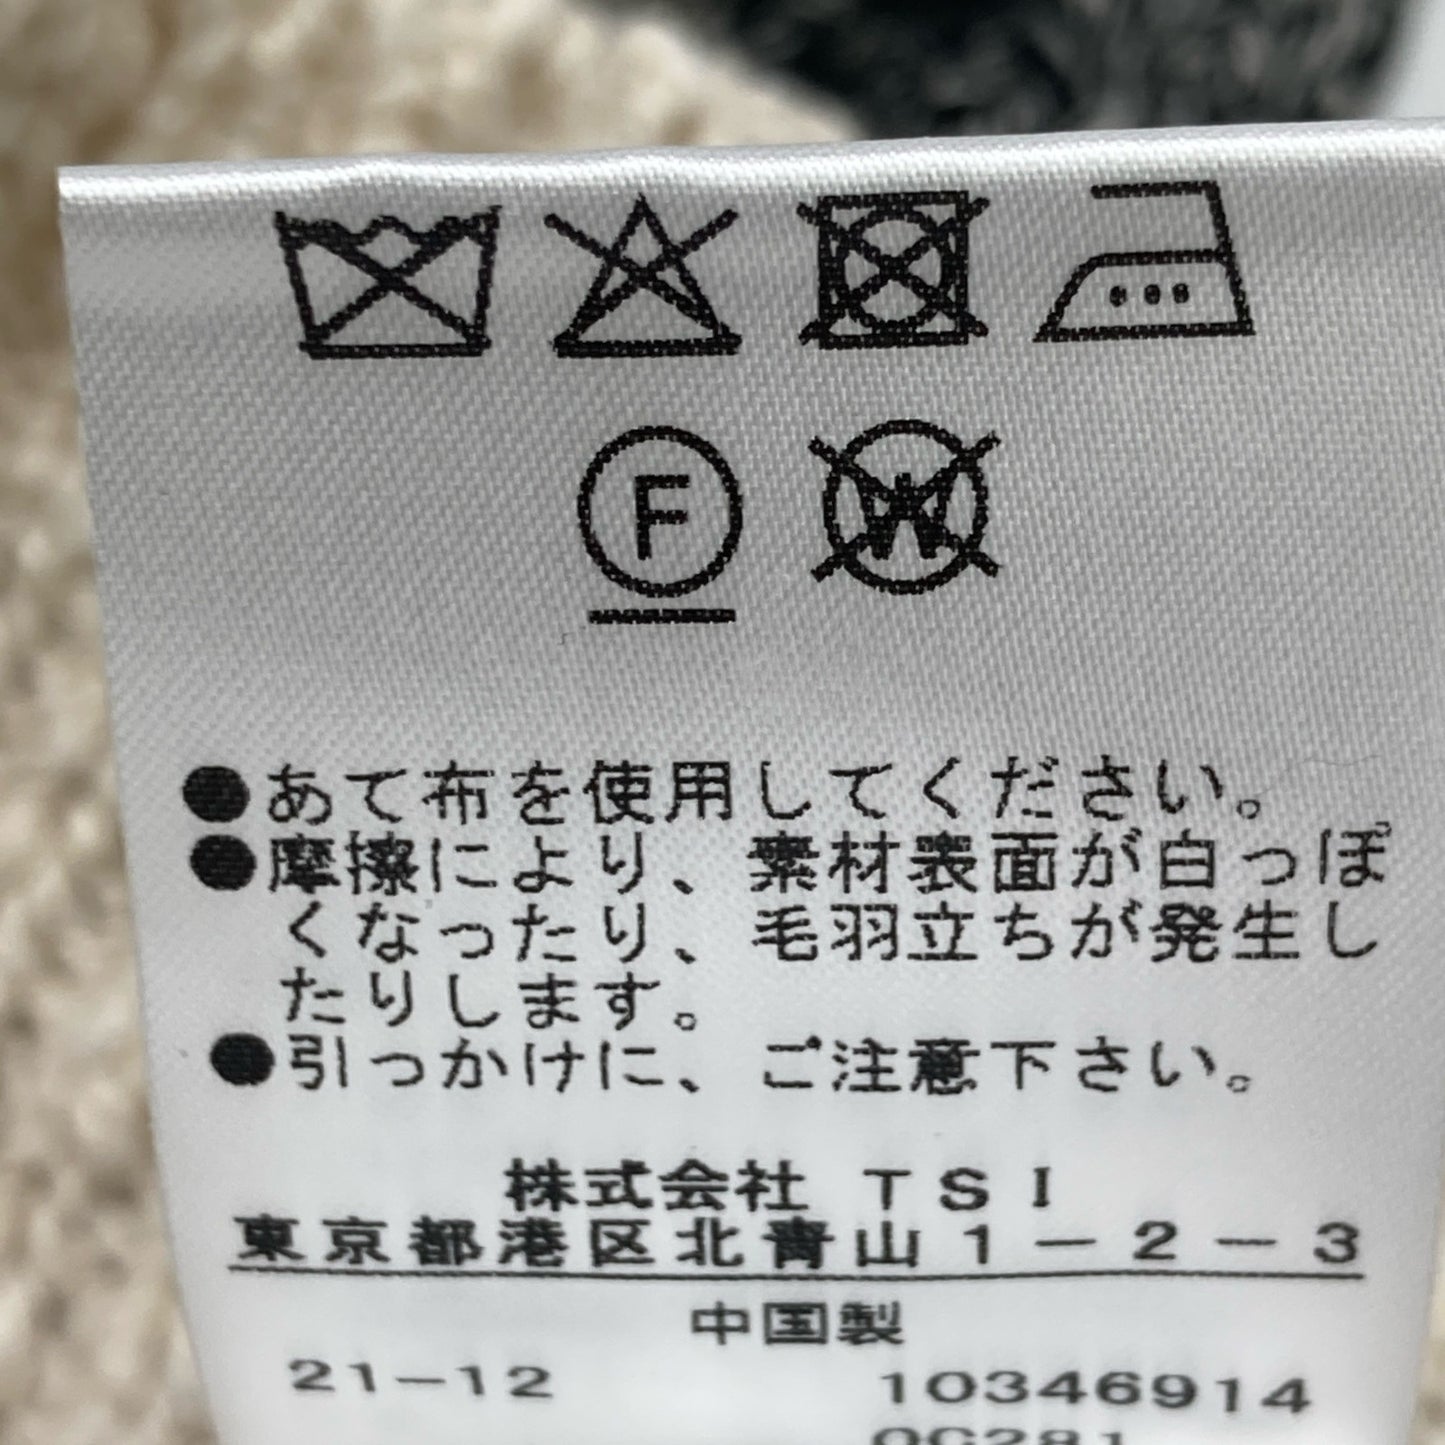 F W
●あて布を使用してください。
●摩擦により、素材表面が白っぽ
くなったり、毛羽立ちが発生し
たりします。
●引っかけに、ご注意下さい。
株式会社 TSI
東京都港区北青山1-2-3
中国製
21-12 10346914